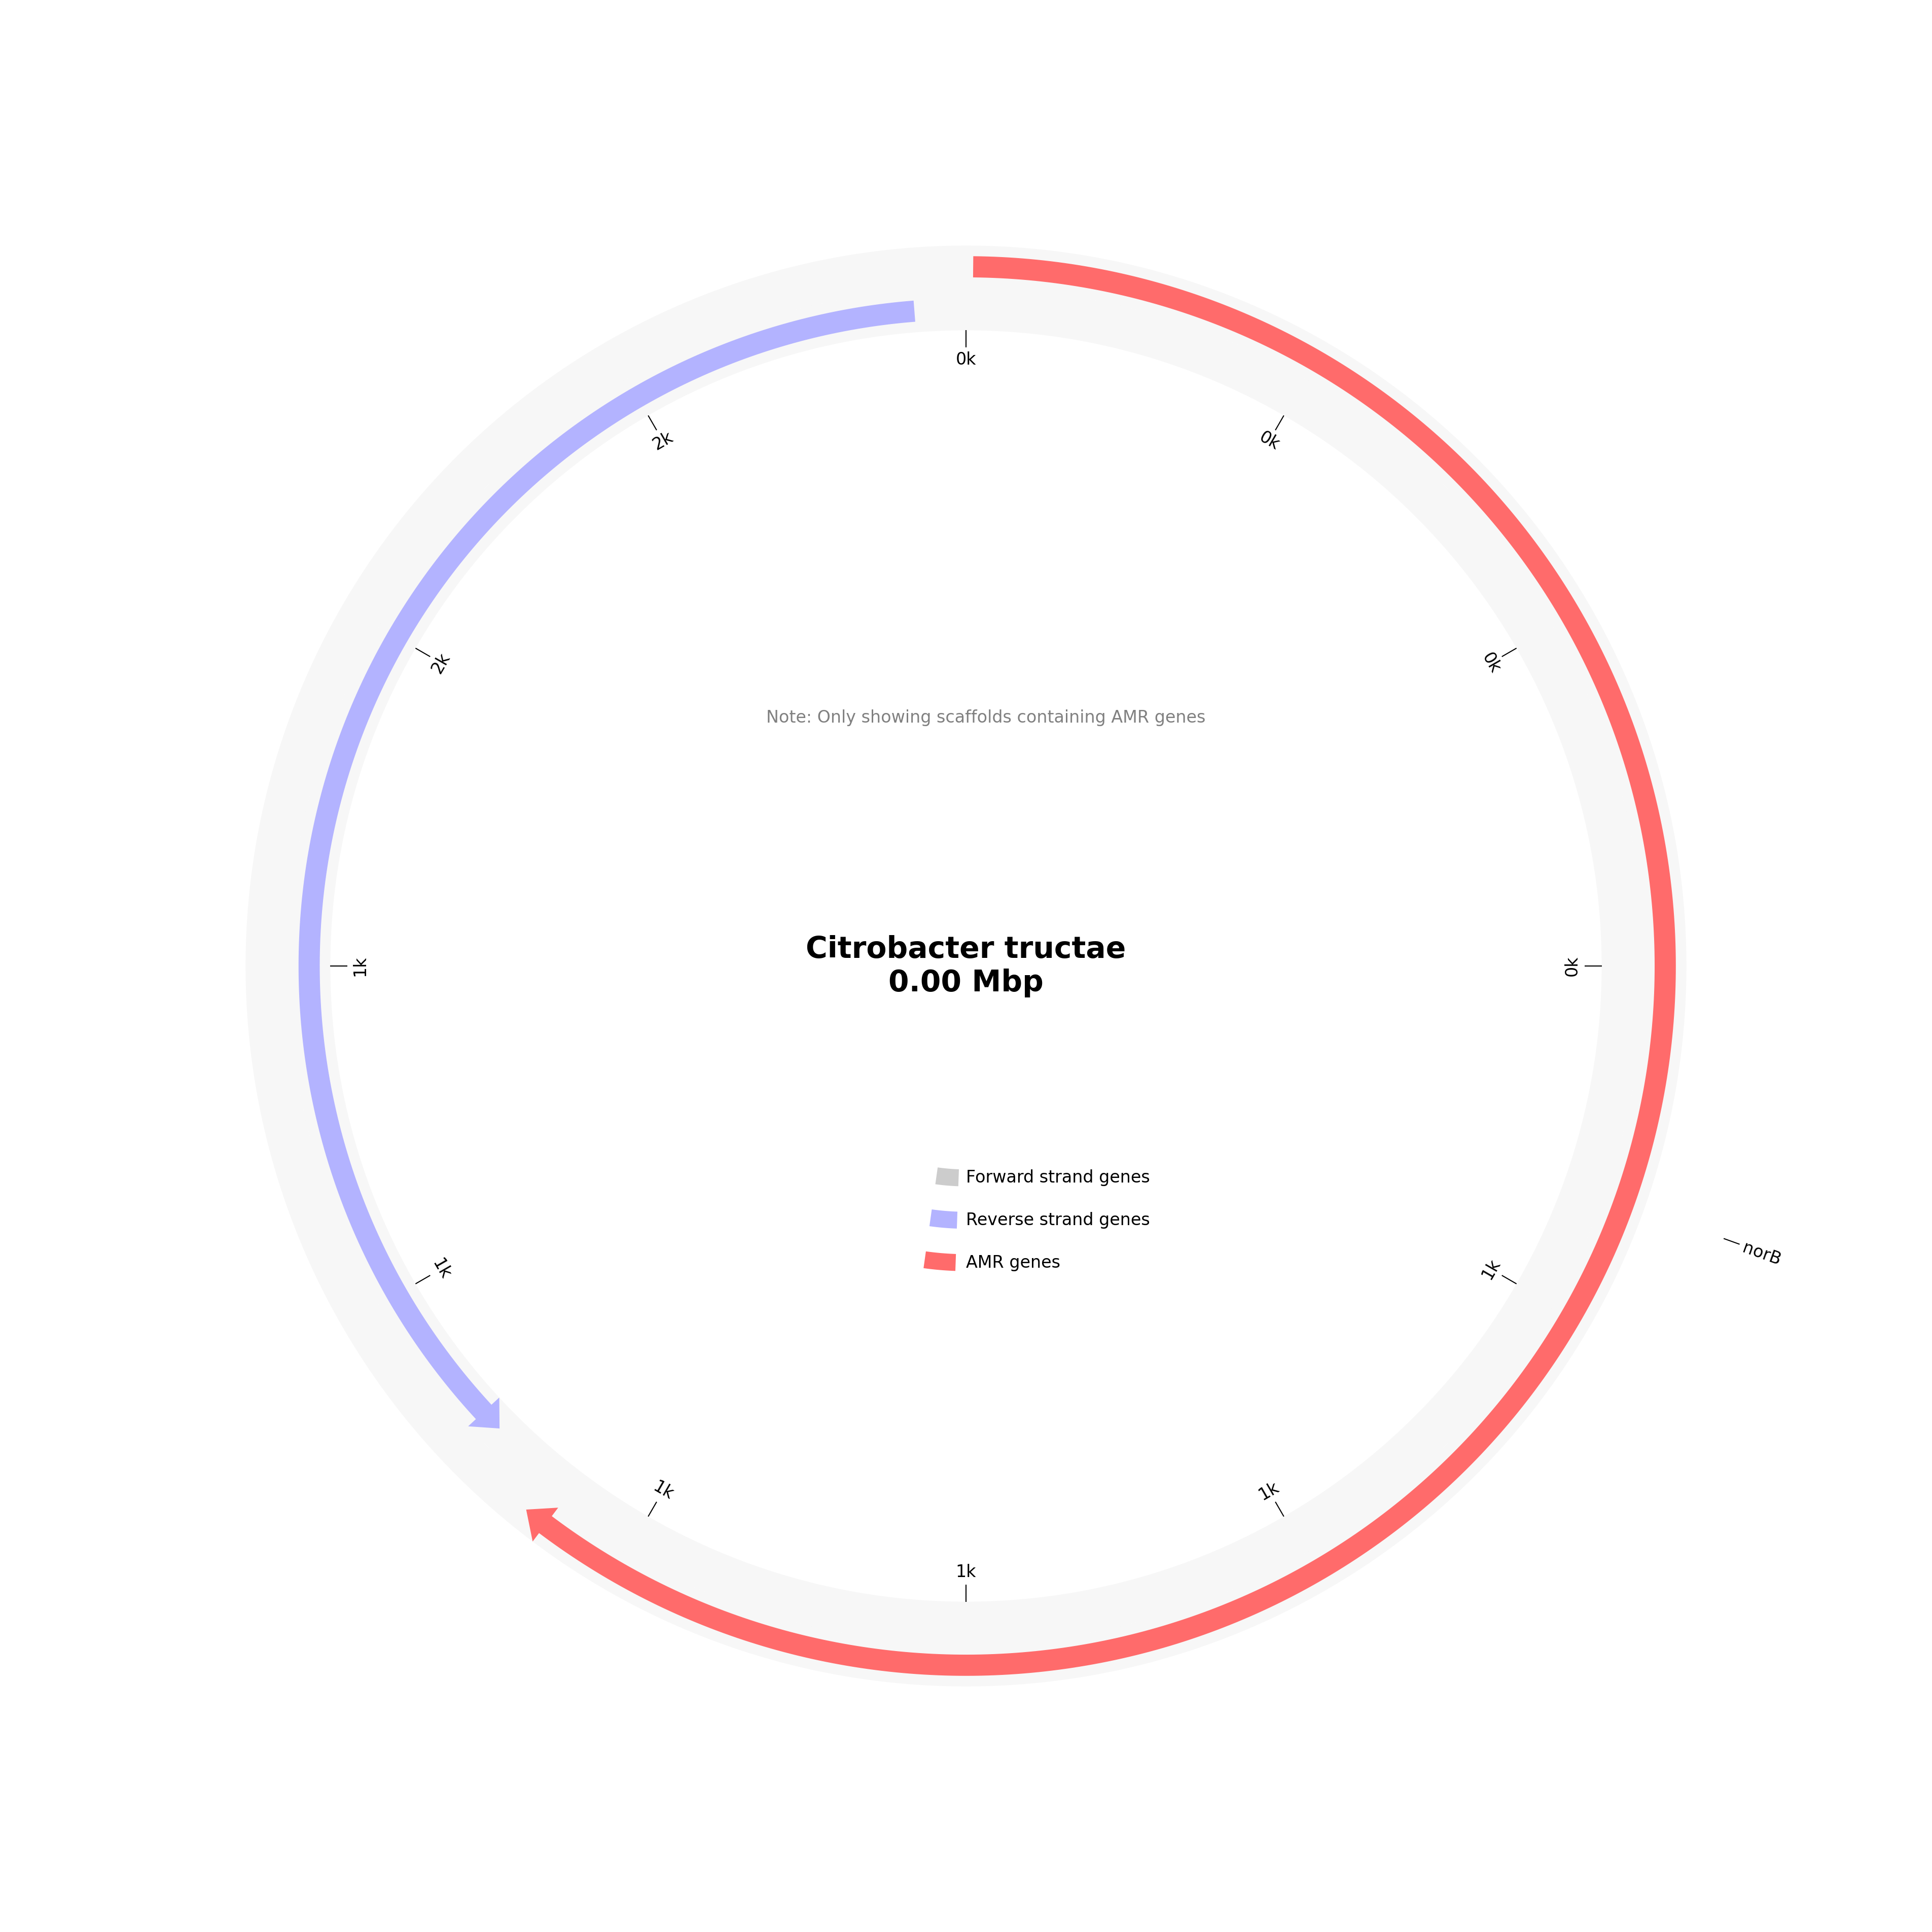 0k
2k
0k
2k
0k
Note: Only showing scaffolds containing AMR genes
Citrobacter tructae
0.00 Mbp
1k
0k
Forward strand genes
Reverse strand genes
AMR genes
norB
1k
1k
1k
1k
1k